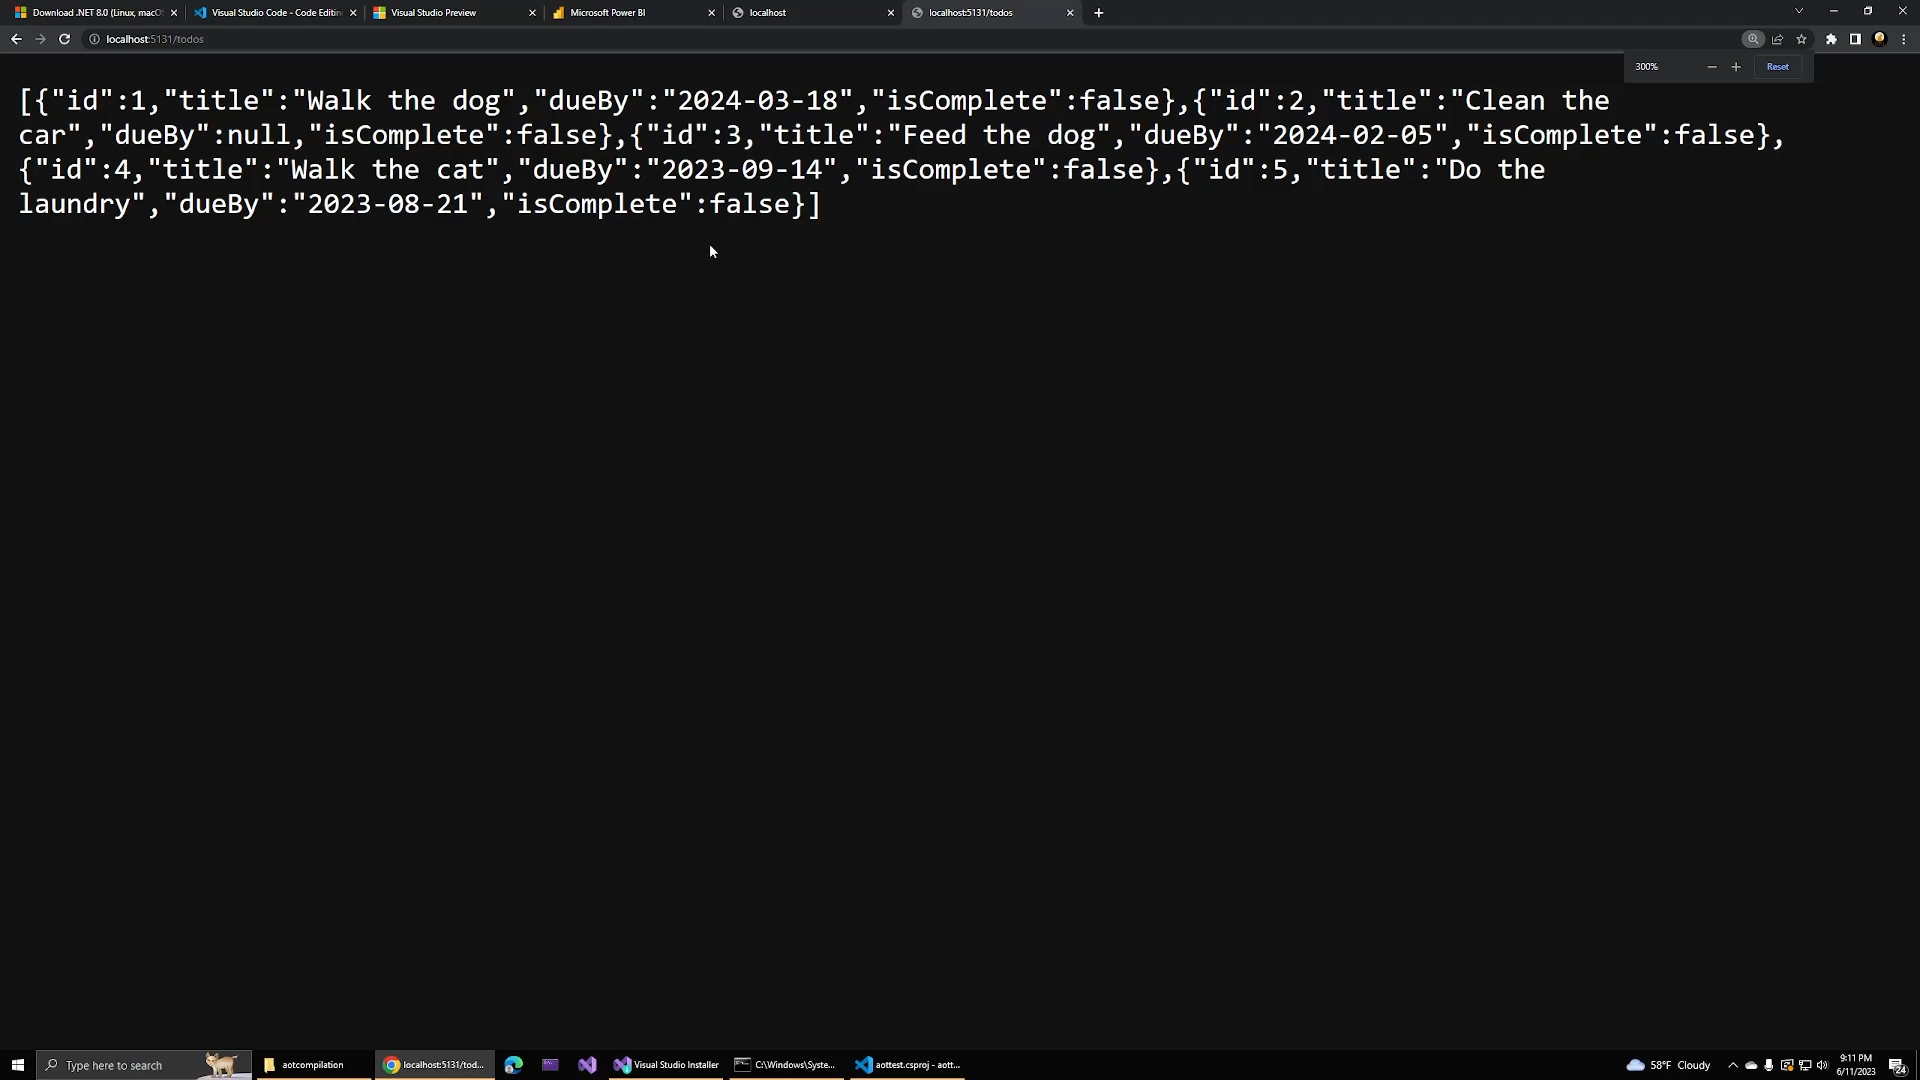 Download .NET 8.0 (Linux, macO
Visual Studio Code - Code Editin
Visual Studio Preview
Microsoft Power BI
localhost
localhost:5131/todos
localhost:5131/todos
300%
Reset
[{"id":1,"title":"Walk the dog","dueBy":"2024-03-18","isComplete":false},{"id":2,"title":"Clean the
car","dueBy":null,"isComplete":false},{"id":3,"title":"Feed the dog","dueBy":"2024-02-05","isComplete":false},
{"id":4,"title":"Walk the cat","dueBy":"2023-09-14","isComplete":false},{"id":5,"title":"Do the
laundry","dueBy":"2023-08-21","isComplete":false}]
Type here to search
aotcompilation
localhost:5131/tod...
Visual Studio Installer
C:\Windows\Syste...
aottest.csproj - aott...
58°F Cloudy
9:11 PM
6/11/2023
24